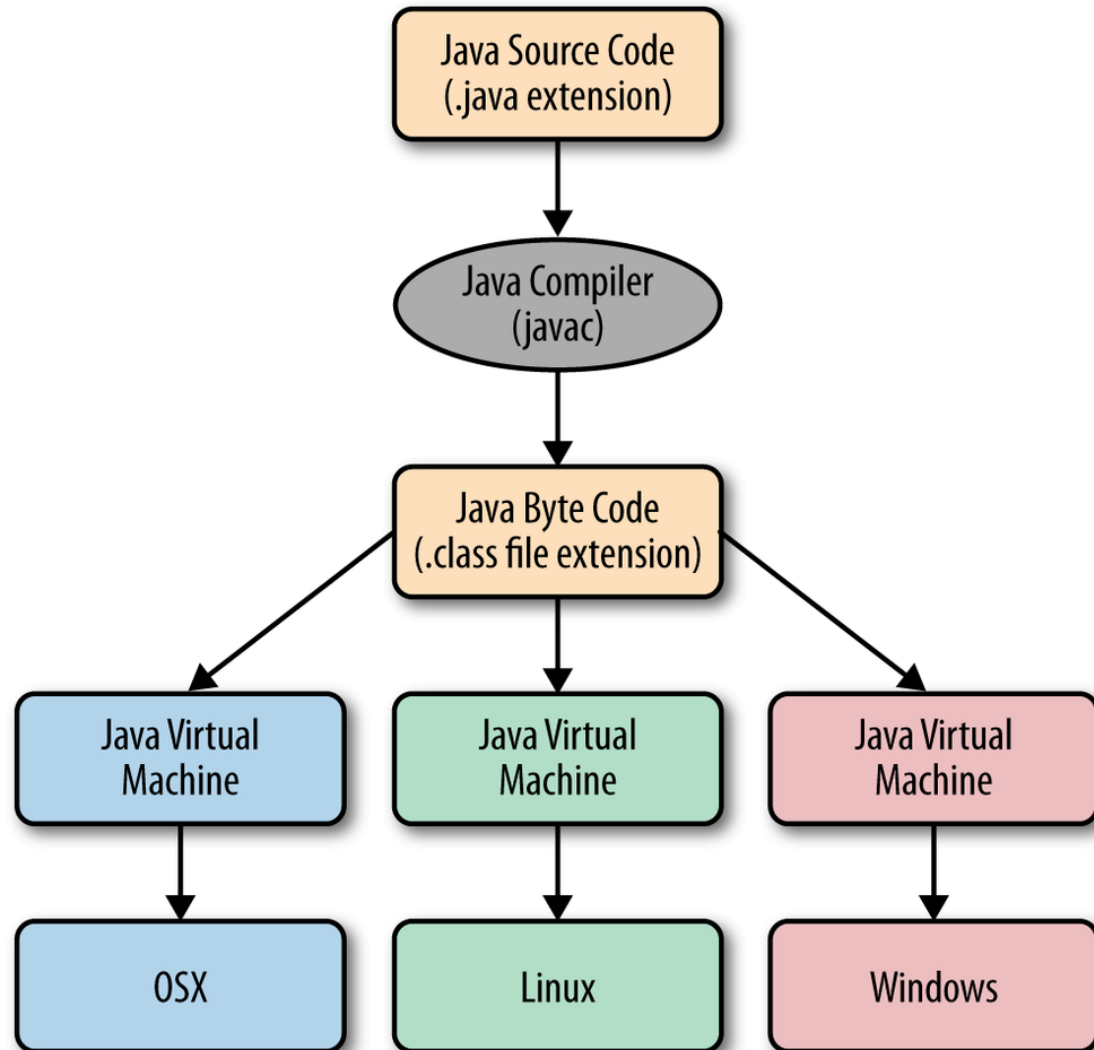 Java Source Code
(.java extension)
Java Compiler
(javac)
Java Byte Code
(.class file extension)
Java Virtual
Machine
Java Virtual
Machine
Java Virtual
Machine
OSX
Linux
Windows